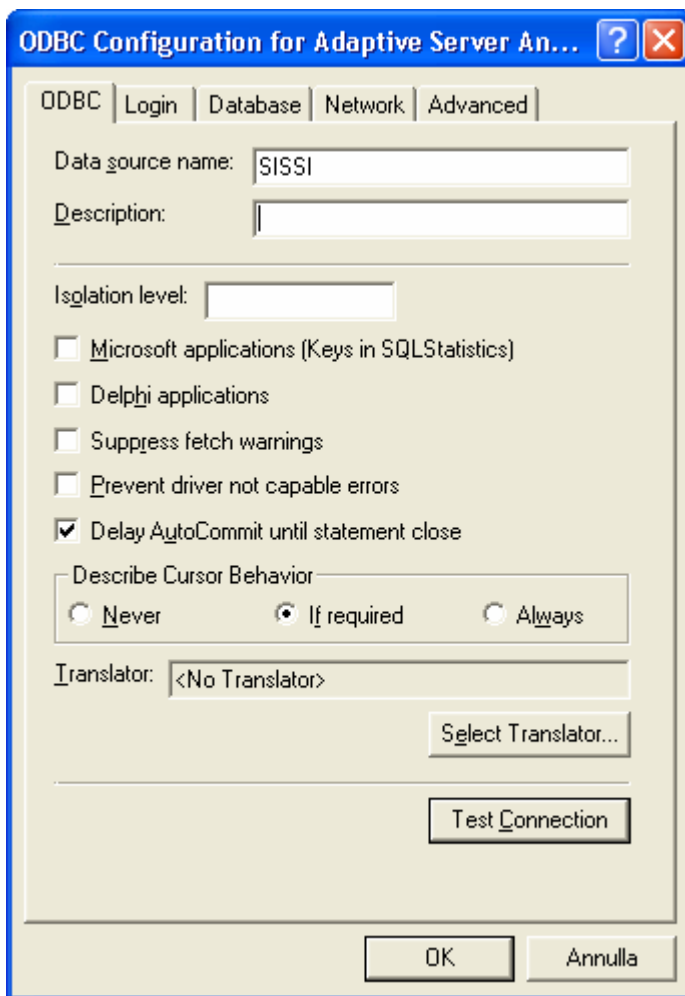 ODBC Configuration for Adaptive Server An...
ODBC Login Database Network Advanced
Data source name: SISSI
Description:
Isolation level:
Microsoft applications (Keys in SQLStatistics)
Delphi applications
Suppress fetch warnings
Prevent driver not capable errors
Delay AutoCommit until statement close
Describe Cursor Behavior
Never If required Always
Translator: <No Translator>
Select Translator...
Test Connection
OK Annulla